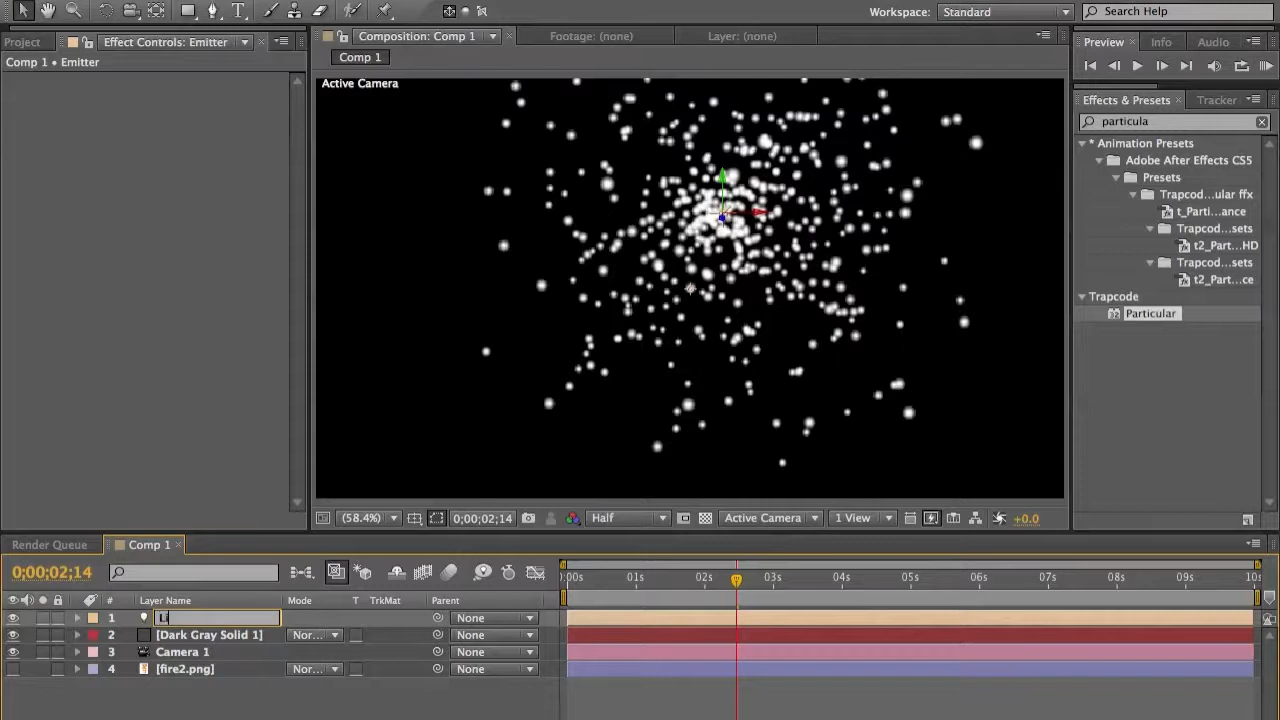 Workspace: Standard Search Help
Project Effect Controls: Emitter
Composition: Comp 1 Footage: (none) Layer: (none)
Preview Info Audio
Comp 1 • Emitter
Comp 1
Active Camera
Effects & Presets Tracker
particula
* Animation Presets
Adobe After Effects CS5
Presets
Trapcod...ular ffx
t_Parti...ance
Trapcod...sets
t2_Part...HD
Trapcod...sets
t2_Part...ce
Trapcode
Particular
(58.4%) 0;00;02;14 Half Active Camera 1 View +0.0
Render Queue Comp 1
0;00;02;14
# Layer Name Mode T TrkMat Parent
:00s 01s 02s 03s 04s 05s 06s 07s 08s 09s 10s
1 Li None
2 [Dark Gray Solid 1] Nor... None
3 Camera 1 None
4 [fire2.png] Nor... None